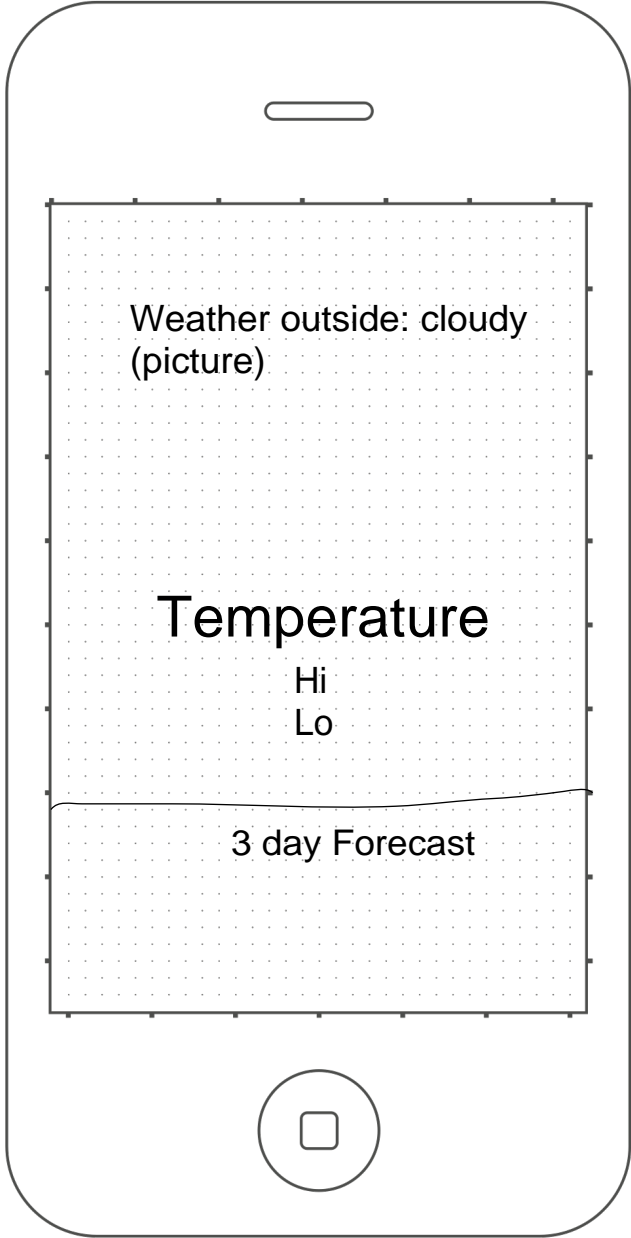 Weather outside: cloudy
(picture)
Temperature
Hi
Lo
3 day Forecast